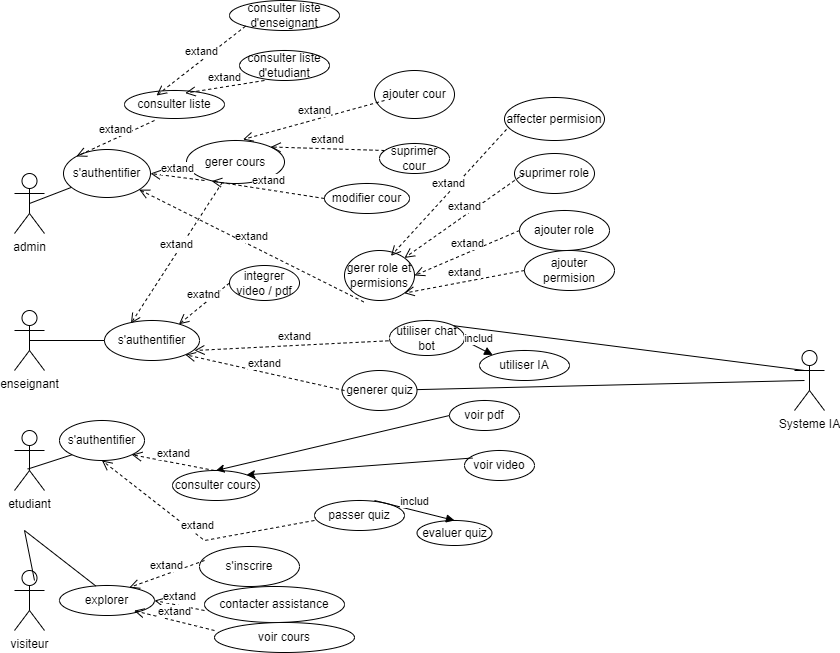 consulter liste
d'enseignant
extand
consulter liste
d'etudiant
extand
consulter liste
ajouter cour
extand
affecter permision
extand
extand
s'authentifier
extand
gerer cours
suprimer
cour
extand
suprimer role
extand
modifier cour
extand
admin
extand
extand
extand
ajouter role
extand
gerer role et
permisions
extand
ajouter
permision
integrer
video / pdf
exatnd
s'authentifier
extand
utiliser chat
bot
includ
utiliser IA
enseignant
extand
generer quiz
Systeme IA
voir pdf
s'authentifier
extand
voir video
consulter cours
etudiant
includ
passer quiz
extand
evaluer quiz
s'inscrire
extand
explorer
extand
contacter assistance
extand
voir cours
visiteur